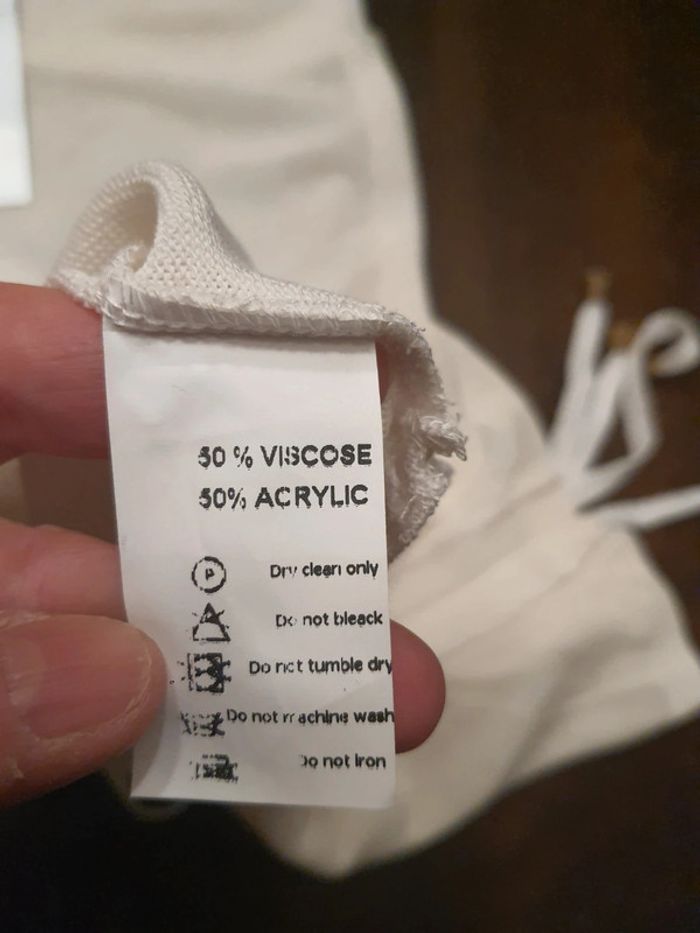 50 % VISCOSE
50% ACRYLIC
P
Dry clean only
Do not bleack
Do not tumble dry
Do not machine wash
Do not Iron